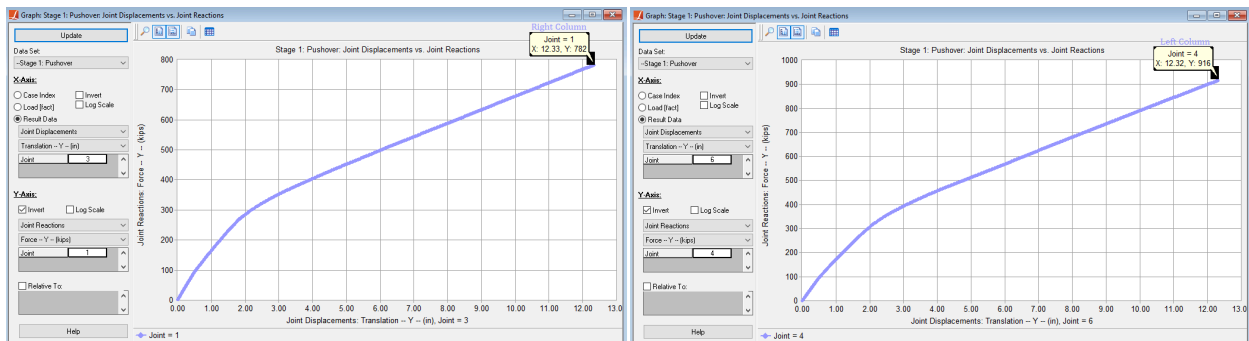 Graph: Stage 1: Pushover: Joint Displacements vs. Joint Reactions
Update
Data Set:
--Stage 1: Pushover
X-Axis:
Case Index
Invert
Load [fact]
Log Scale
Result Data
Joint Displacements
Translation -- Y -- (in)
Joint 3
Y-Axis:
Invert
Log Scale
Joint Reactions
Force -- Y -- (kips)
Joint 1
Relative To:
Help
Right Column
Joint = 1
X: 12.33, Y: 782
Stage 1: Pushover: Joint Displacements vs. Joint Reactions
Joint Reactions: Force -- Y -- (kips)
800
700
600
500
400
300
200
100
0
0.00 1.00 2.00 3.00 4.00 5.00 6.00 7.00 8.00 9.00 10.00 11.00 12.00 13.0
Joint Displacements: Translation -- Y -- (in), Joint = 3
Joint = 1
Graph: Stage 1: Pushover: Joint Displacements vs. Joint Reactions
Update
Data Set:
--Stage 1: Pushover
X-Axis:
Case Index
Invert
Load [fact]
Log Scale
Result Data
Joint Displacements
Translation -- Y -- (in)
Joint 6
Y-Axis:
Invert
Log Scale
Joint Reactions
Force -- Y -- (kips)
Joint 4
Relative To:
Help
Left Column
Joint = 4
X: 12.32, Y: 916
Stage 1: Pushover: Joint Displacements vs. Joint Reactions
Joint Reactions: Force -- Y -- (kips)
1000
900
800
700
600
500
400
300
200
100
0
0.00 1.00 2.00 3.00 4.00 5.00 6.00 7.00 8.00 9.00 10.00 11.00 12.00 13.0
Joint Displacements: Translation -- Y -- (in), Joint = 6
Joint = 4